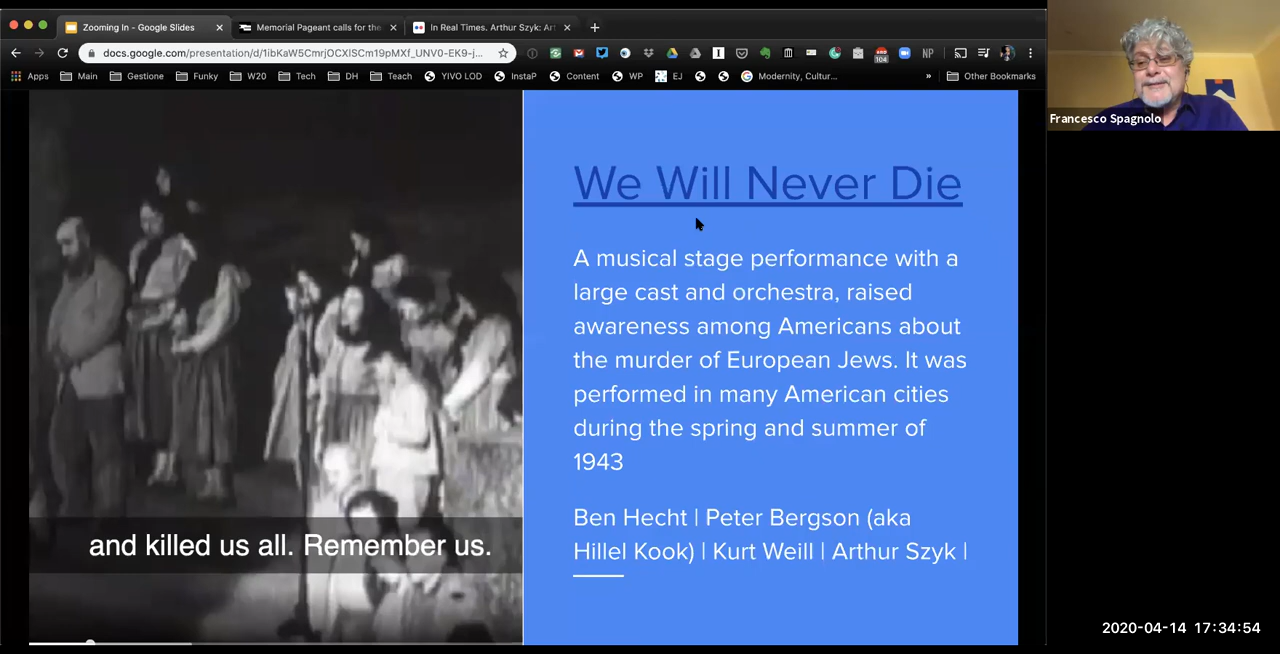 Zooming In - Google Slides
Memorial Pageant calls for the
In Real Times. Arthur Szyk: Art
docs.google.com/presentation/d/1ibKaW5CmrjOCXlSCm19pMXf_UNV0-EK9-j...
104
NP
Apps Main Gestione Funky W20 Tech DH Teach YIVO LOD InstaP Content WP EJ Modernity, Cultur... » Other Bookmarks
Francesco Spagnolo
We Will Never Die
A musical stage performance with a
large cast and orchestra, raised
awareness among Americans about
the murder of European Jews. It was
performed in many American cities
during the spring and summer of
1943
Ben Hecht | Peter Bergson (aka
Hillel Kook) | Kurt Weill | Arthur Szyk |
and killed us all. Remember us.
2020-04-14 17:34:54